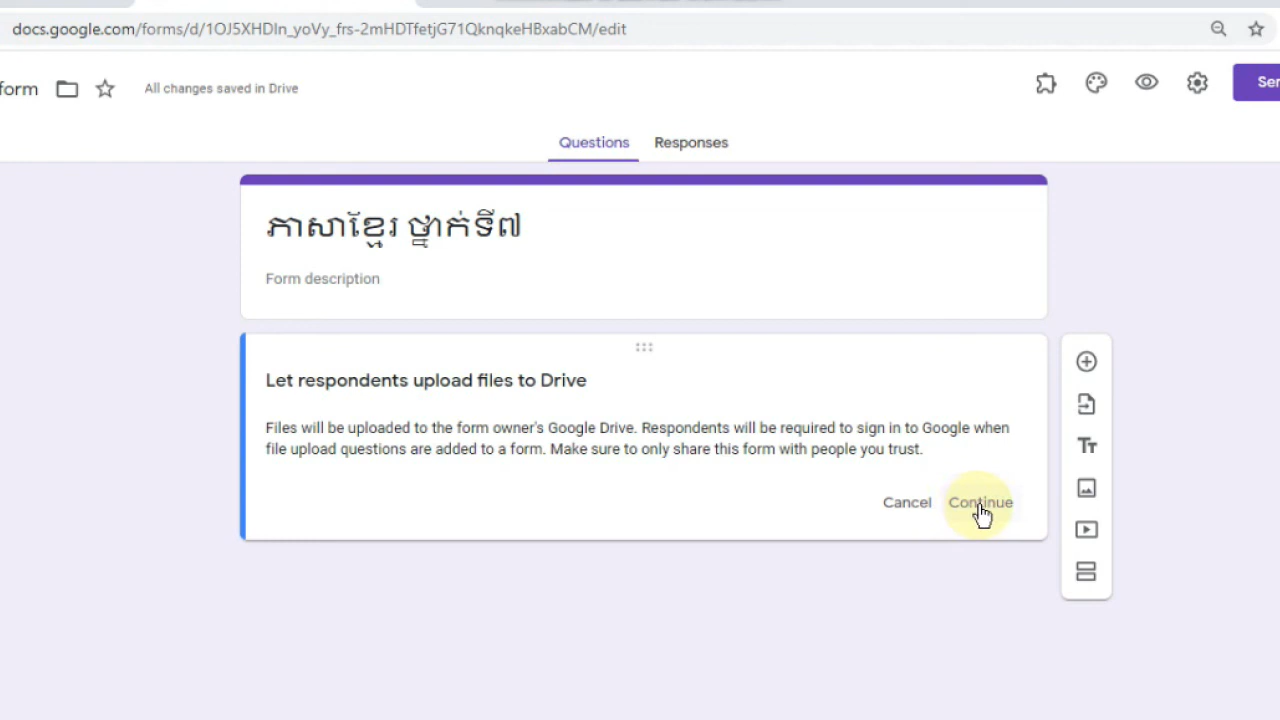 docs.google.com/forms/d/1OJ5XHDIn_yoVy_frs-2mHDTfetjG71QknqkeHBxabCM/edit
form
All changes saved in Drive
Questions Responses
ភាសាខ្មែរ ថ្នាក់ទី៧
Form description
Let respondents upload files to Drive
Files will be uploaded to the form owner's Google Drive. Respondents will be required to sign in to Google when
file upload questions are added to a form. Make sure to only share this form with people you trust.
Cancel Continue